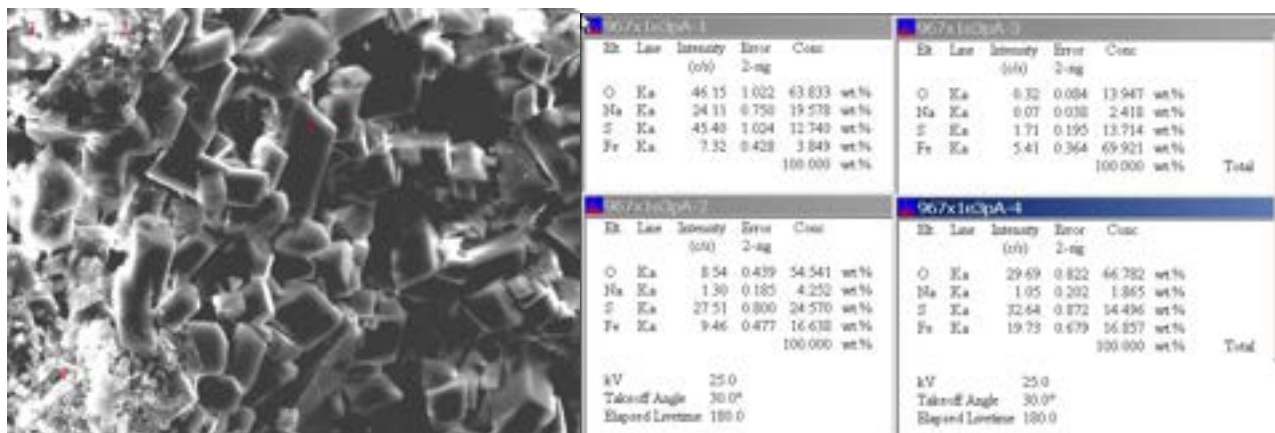 967x1e3pA-1
Elt Line Intensity Error Conc
(c/s) 2-sig
O Ka 46.15 1.022 63.833 wt.%
Na Ka 24.11 0.750 19.578 wt.%
S Ka 45.40 1.024 12.740 wt.%
Fe Ka 7.32 0.428 3.849 wt.%
100.000 wt.%
967x1e3pA-3
Elt Line Intensity Error Conc
(c/s) 2-sig
O Ka 0.32 0.084 13.947 wt.%
Na Ka 0.07 0.038 2.418 wt.%
S Ka 1.71 0.195 13.714 wt.%
Fe Ka 5.41 0.364 69.921 wt.%
100.000 wt.% Total
967x1e3pA-2
Elt Line Intensity Error Conc
(c/s) 2-sig
O Ka 8.54 0.439 54.541 wt.%
Na Ka 1.30 0.185 4.252 wt.%
S Ka 27.51 0.800 24.570 wt.%
Fe Ka 9.46 0.477 16.638 wt.%
100.000 wt.%
kV 25.0
Takeoff Angle 30.0°
Elapsed Livetime 180.0
967x1e3pA-4
Elt Line Intensity Error Conc
(c/s) 2-sig
O Ka 29.69 0.822 66.782 wt.%
Na Ka 1.05 0.202 1.865 wt.%
S Ka 32.64 0.872 14.496 wt.%
Fe Ka 19.73 0.679 16.857 wt.%
100.000 wt.% Total
kV 25.0
Takeoff Angle 30.0°
Elapsed Livetime 180.0